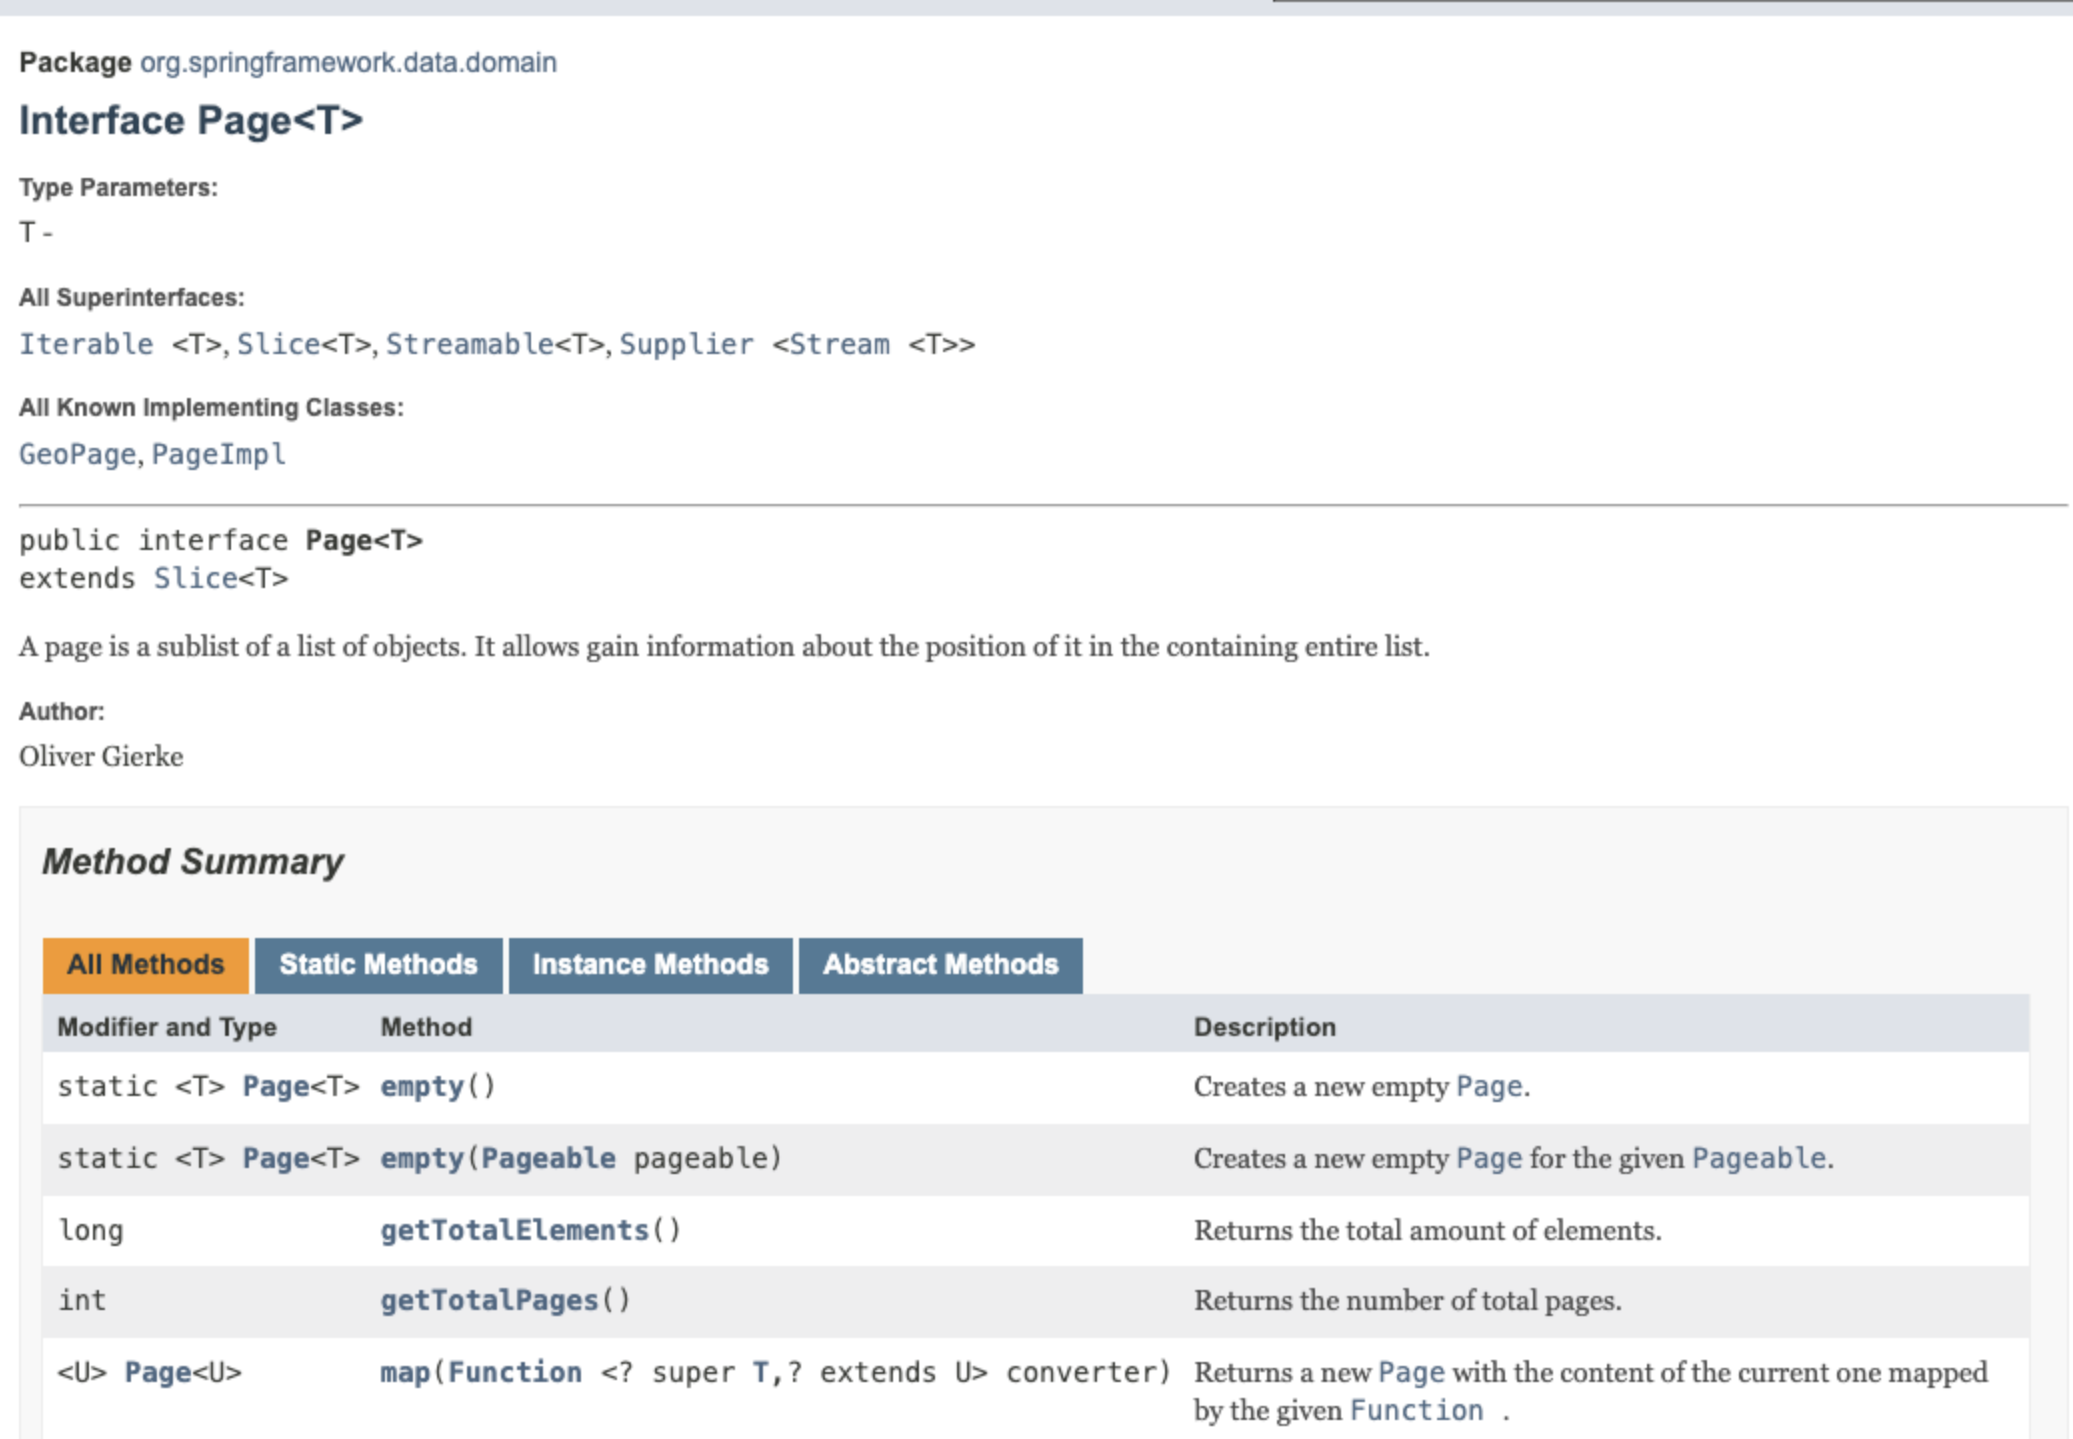 Package org.springframework.data.domain
Interface Page<T>
Type Parameters:
T -
All Superinterfaces:
Iterable <T>, Slice<T>, Streamable<T>, Supplier <Stream <T>>
All Known Implementing Classes:
GeoPage, PageImpl
public interface Page<T>
extends Slice<T>
A page is a sublist of a list of objects. It allows gain information about the position of it in the containing entire list.
Author:
Oliver Gierke
Method Summary
All Methods Static Methods Instance Methods Abstract Methods
Modifier and Type Method Description
static <T> Page<T> empty() Creates a new empty Page.
static <T> Page<T> empty(Pageable pageable) Creates a new empty Page for the given Pageable.
long getTotalElements() Returns the total amount of elements.
int getTotalPages() Returns the number of total pages.
<U> Page<U> map(Function <? super T,? extends U> converter) Returns a new Page with the content of the current one mapped
by the given Function .